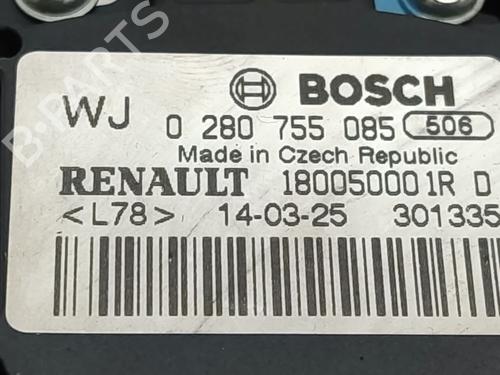 BOSCH
WJ 0 280 755 085 506
Made in Czech Republic
RENAULT 180050001R D
<L78> 14-03-25 301335
B-PARTS